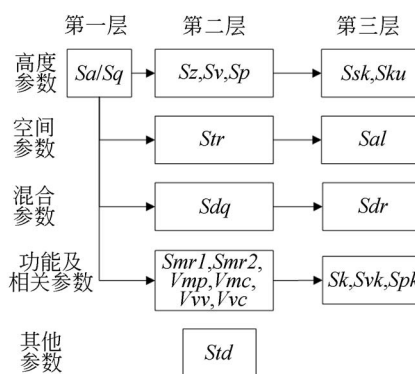 第一层 第二层 第三层
高度
参数
Sa/Sq
Sz,Sv,Sp
Ssk,Sku
空间
参数
Str
Sal
混合
参数
Sdq
Sdr
功能及
相关参数
Smr1,Smr2,
Vmp,Vmc,
Vvv,Vvc
Sk,Svk,Spk
其他
参数
Std